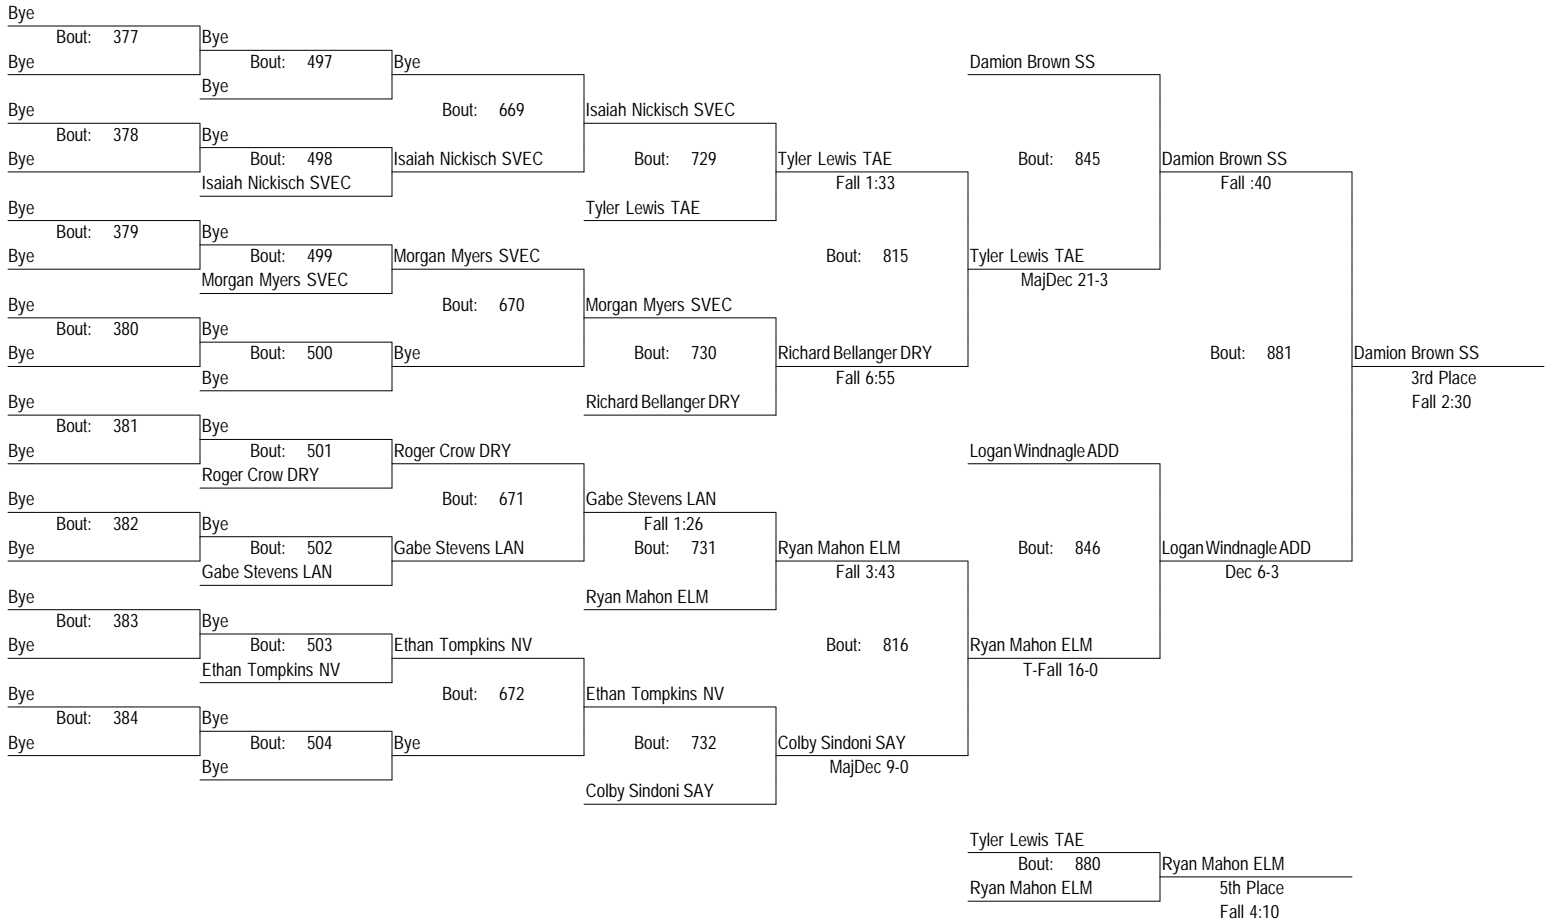 Bye
Bout: 377 Bye
Bye Bout: 497 Bye Damion Brown SS
Bye
Bye Bout: 669 Isaiah Nickisch SVEC
Bout: 378 Bye
Bye Bout: 498 Isaiah Nickisch SVEC Bout: 729 Tyler Lewis TAE Bout: 845 Damion Brown SS
Isaiah Nickisch SVEC Fall 1:33 Fall :40
Bye Tyler Lewis TAE
Bout: 379 Bye
Bye Bout: 499 Morgan Myers SVEC Bout: 815 Tyler Lewis TAE
Morgan Myers SVEC MajDec 21-3
Bye Bout: 670 Morgan Myers SVEC
Bout: 380 Bye
Bye Bout: 500 Bye Bout: 730 Richard Bellanger DRY Bout: 881 Damion Brown SS
Bye Fall 6:55 3rd Place
Bye Richard Bellanger DRY Fall 2:30
Bout: 381 Bye
Bye Bout: 501 Roger Crow DRY Logan Windnagle ADD
Roger Crow DRY
Bye Bout: 671 Gabe Stevens LAN
Bout: 382 Bye Fall 1:26
Bye Bout: 502 Gabe Stevens LAN Bout: 731 Ryan Mahon ELM Bout: 846 Logan Windnagle ADD
Gabe Stevens LAN Fall 3:43 Dec 6-3
Bye Ryan Mahon ELM
Bout: 383 Bye
Bye Bout: 503 Ethan Tompkins NV Bout: 816 Ryan Mahon ELM
Ethan Tompkins NV T-Fall 16-0
Bye Bout: 672 Ethan Tompkins NV
Bout: 384 Bye
Bye Bout: 504 Bye Bout: 732 Colby Sindoni SAY
Bye MajDec 9-0
Colby Sindoni SAY
Tyler Lewis TAE
Bout: 880 Ryan Mahon ELM
Ryan Mahon ELM 5th Place
Fall 4:10